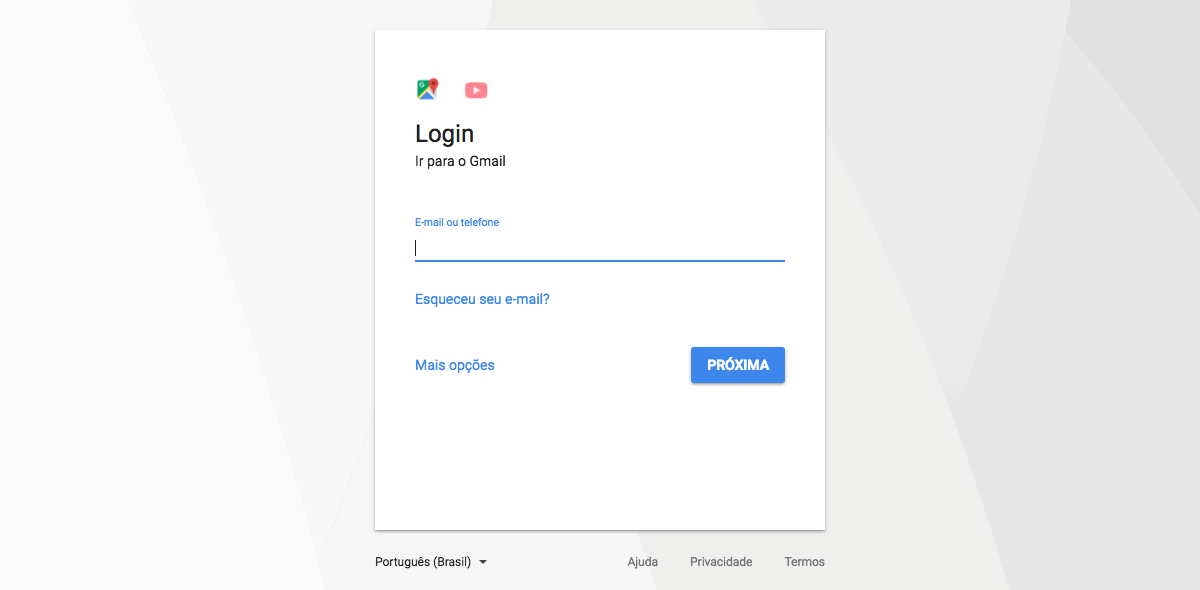 Login
Ir para o Gmail
E-mail ou telefone
Esqueceu seu e-mail?
Mais opções
PRÓXIMA
Português (Brasil)
Ajuda
Privacidade
Termos